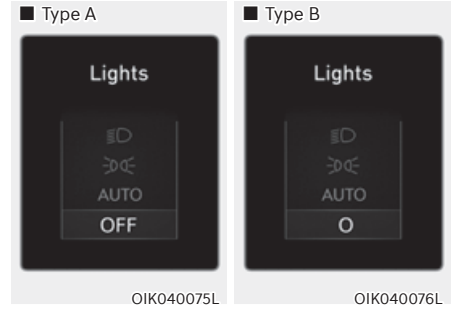 ■ Type A
Lights
AUTO
OFF
OIK040075L
■ Type B
Lights
AUTO
O
OIK040076L